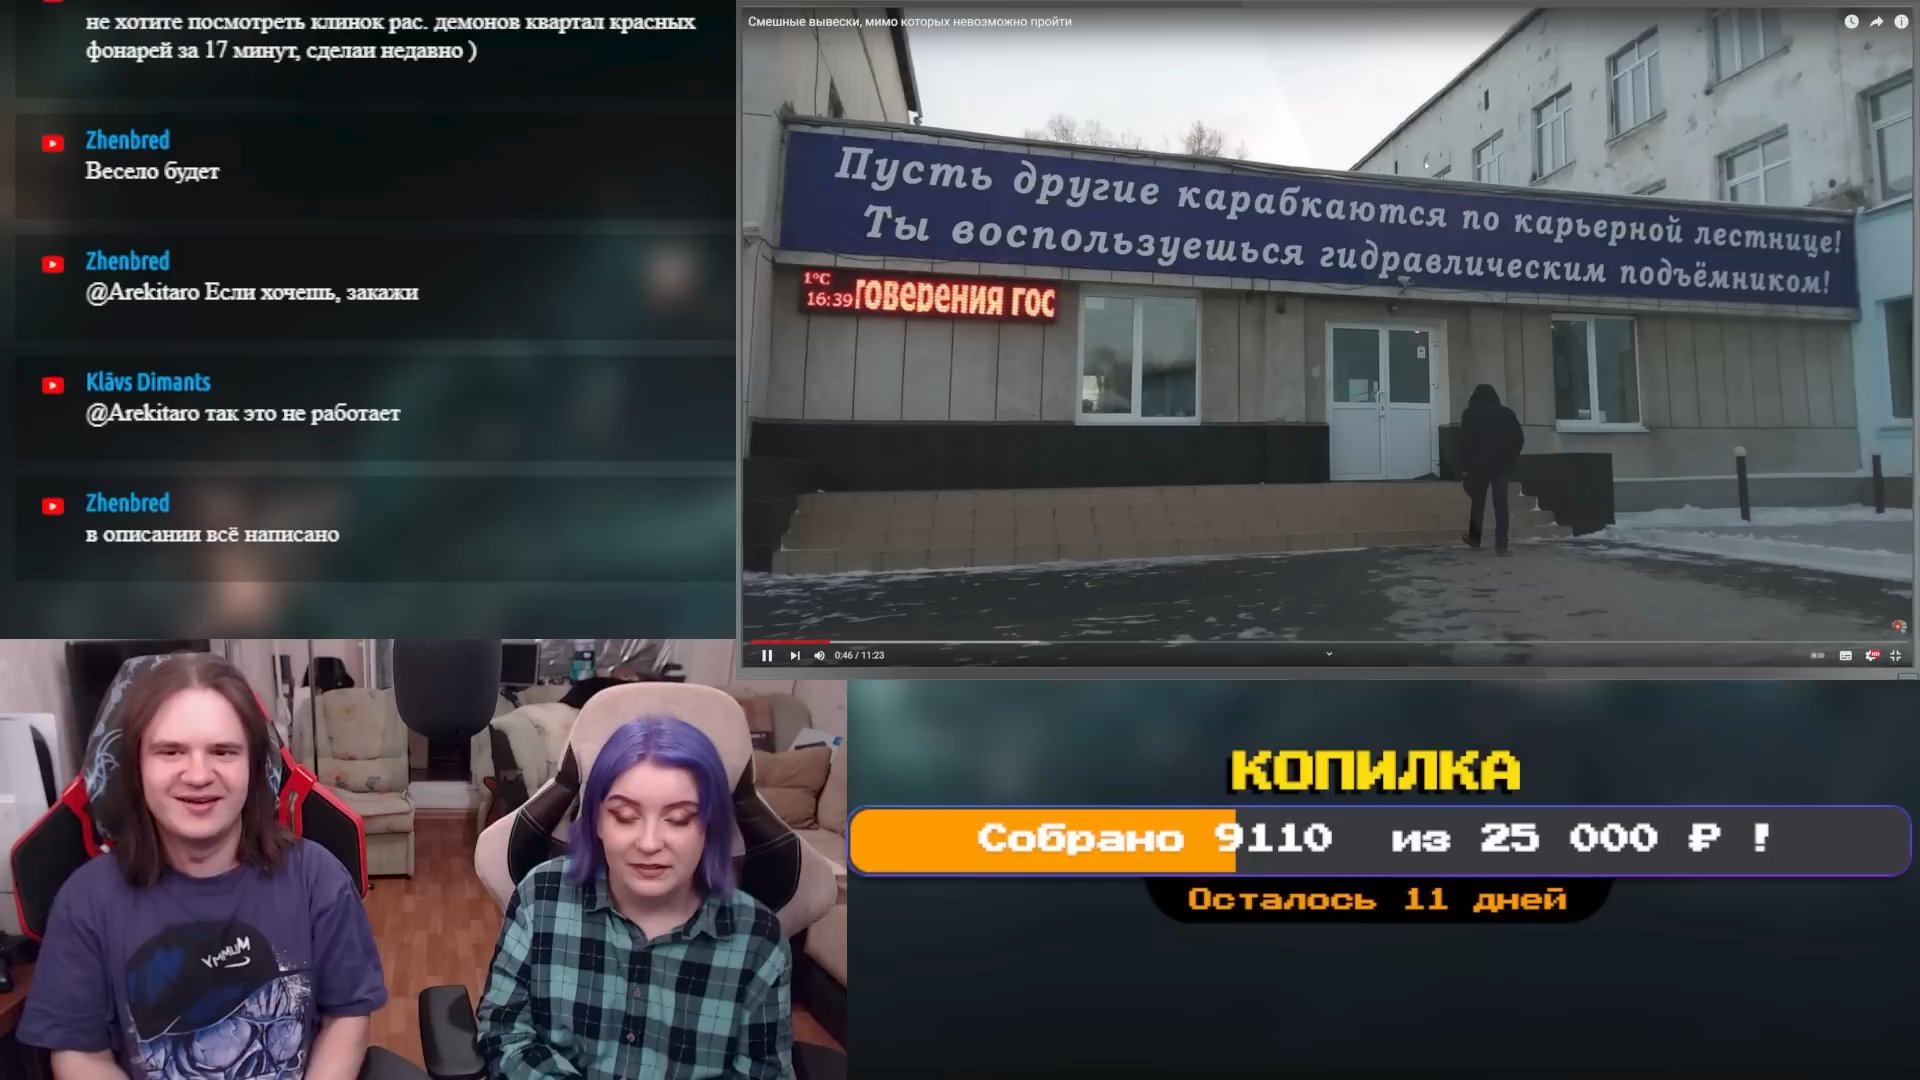 не хотите посмотреть клинок рас. демонов квартал красных
фонарей за 17 минут, сделаи недавно )
Zhenbred
Весело будет
Zhenbred
@Arekitaro Если хочешь, закажи
Klāvs Dimants
@Arekitaro так это не работает
Zhenbred
в описании всё написано
Смешные вывески, мимо которых невозможно пройти
Пусть другие карабкаются по карьерной лестнице!
Ты воспользуешься гидравлическим подъёмником!
1°C
16:39
товерения гос
0:46 / 11:23
КОПИЛКА
Собрано 9110 из 25 000 ₽ !
Осталось 11 дней